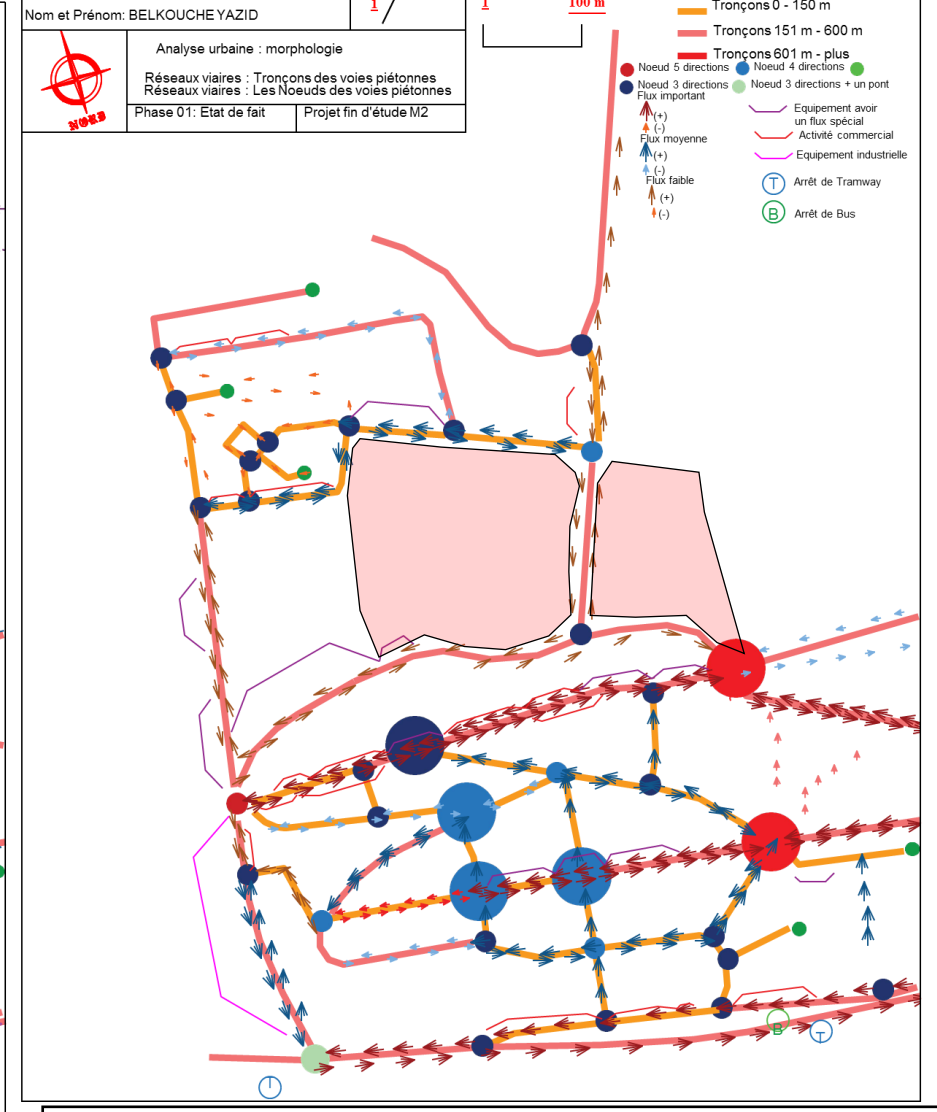 Nom et Prénom: BELKOUCHE YAZID
1/
1
100 m
Analyse urbaine : morphologie
Réseaux viaires : Tronçons des voies piétonnes
Réseaux viaires : Les Noeuds des voies piétonnes
Phase 01: Etat de fait
Projet fin d'étude M2
Tronçons 0 - 150 m
Tronçons 151 m - 600 m
Tronçons 601 m - plus
Noeud 5 directions
Noeud 4 directions
Noeud 3 directions
Noeud 3 directions + un pont
Flux important
(+)
(-)
Flux moyenne
(+)
(-)
Flux faible
(+)
(-)
Equipement avoir
un flux spécial
Activité commercial
Equipement industrielle
T
Arrêt de Tramway
B
Arrêt de Bus
B
T